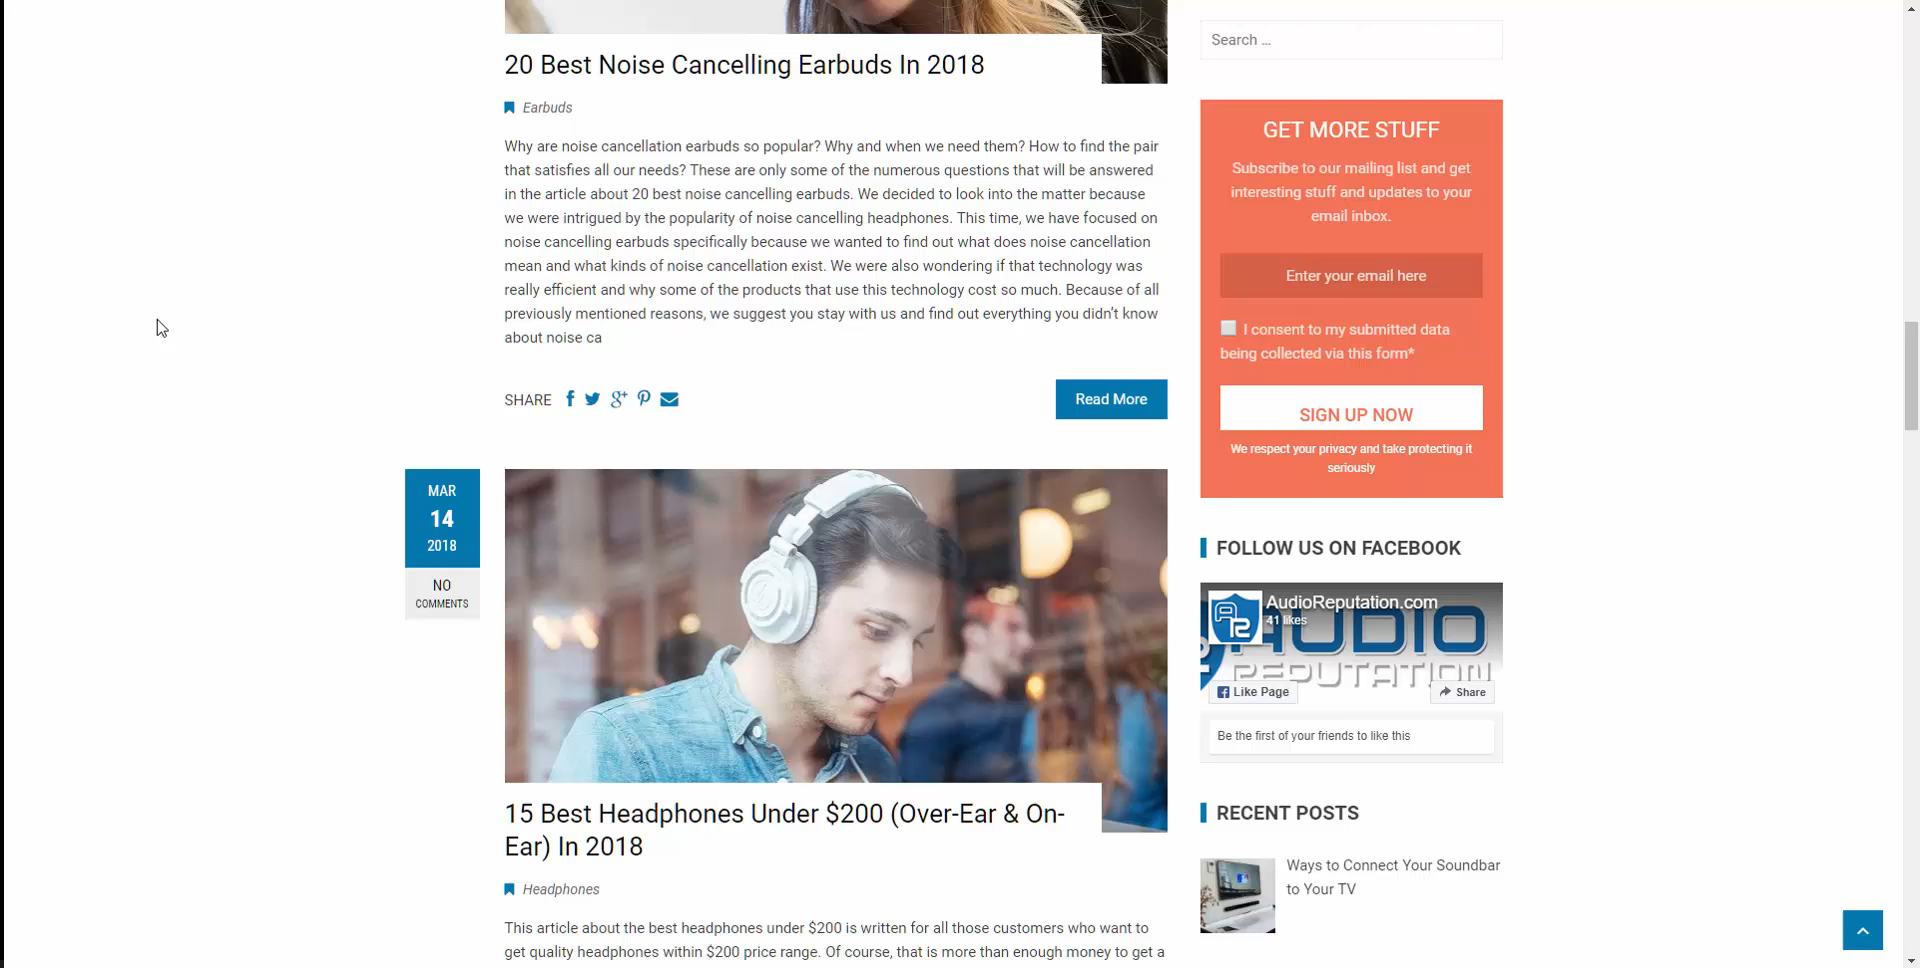 20 Best Noise Cancelling Earbuds In 2018
Earbuds
Why are noise cancellation earbuds so popular? Why and when we need them? How to find the pair
that satisfies all our needs? These are only some of the numerous questions that will be answered
in the article about 20 best noise cancelling earbuds. We decided to look into the matter because
we were intrigued by the popularity of noise cancelling headphones. This time, we have focused on
noise cancelling earbuds specifically because we wanted to find out what does noise cancellation
mean and what kinds of noise cancellation exist. We were also wondering if that technology was
really efficient and why some of the products that use this technology cost so much. Because of all
previously mentioned reasons, we suggest you stay with us and find out everything you didn’t know
about noise ca
SHARE
Read More
MAR
14
2018
NO
COMMENTS
15 Best Headphones Under $200 (Over-Ear & On-
Ear) In 2018
Headphones
This article about the best headphones under $200 is written for all those customers who want to
get quality headphones within $200 price range. Of course, that is more than enough money to get a
Search …
GET MORE STUFF
Subscribe to our mailing list and get
interesting stuff and updates to your
email inbox.
Enter your email here
I consent to my submitted data
being collected via this form*
SIGN UP NOW
We respect your privacy and take protecting it
seriously
FOLLOW US ON FACEBOOK
AudioReputation.com
41 likes
AUDIO
REPUTATION
Like Page
Share
Be the first of your friends to like this
RECENT POSTS
Ways to Connect Your Soundbar
to Your TV